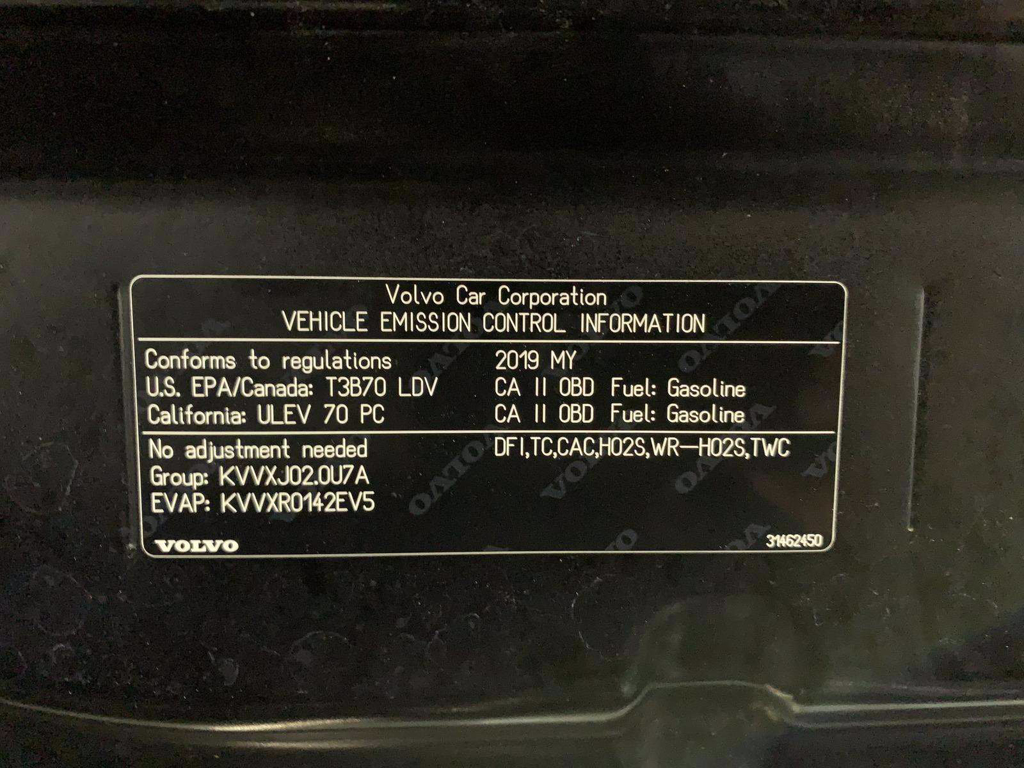 Volvo Car Corporation
VEHICLE EMISSION CONTROL INFORMATION
Conforms to regulations 2019 MY
U.S. EPA/Canada: T3B70 LDV CA II OBD Fuel: Gasoline
California: ULEV 70 PC CA II OBD Fuel: Gasoline
No adjustment needed DFI,TC,CAC,HO2S,WR-HO2S,TWC
Group: KVVXJ02.0U7A
EVAP: KVVXR0142EV5
VOLVO 31462450